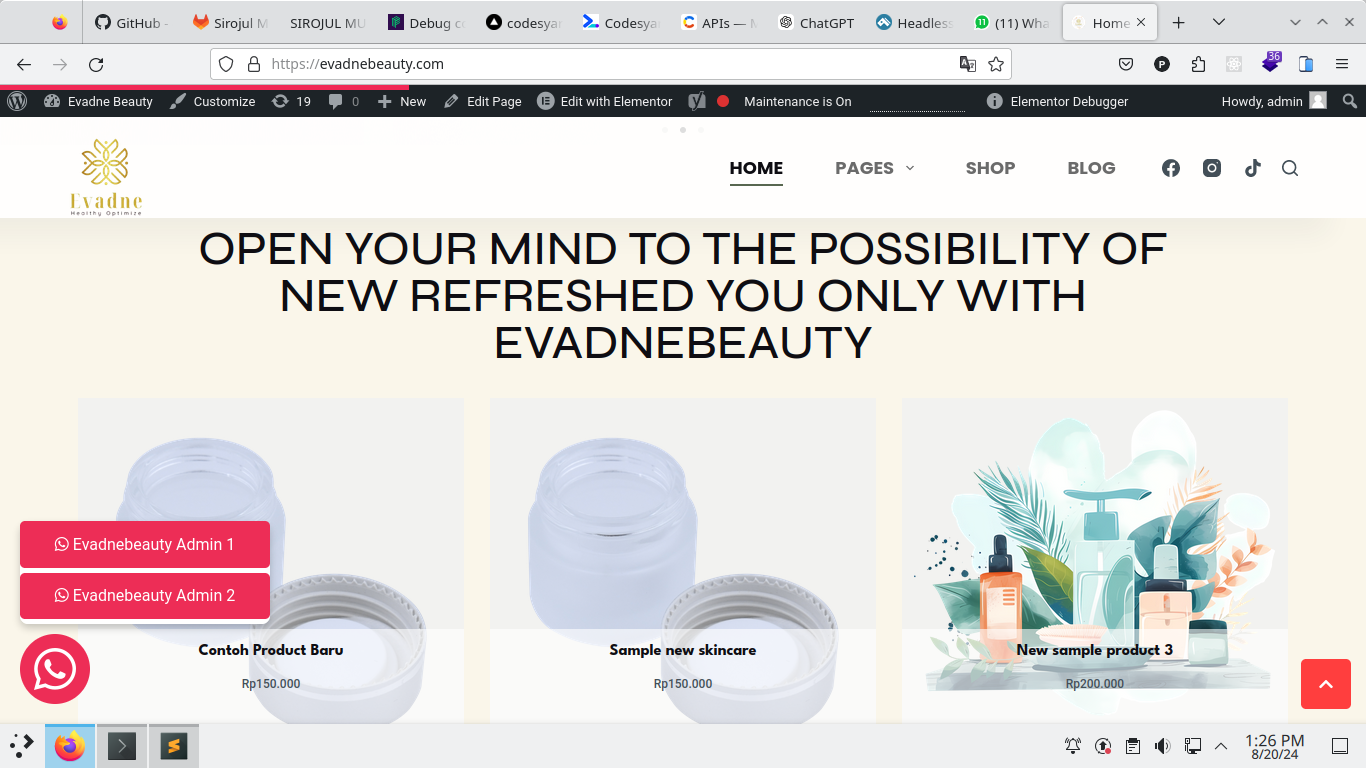 GitHub -
Sirojul M
SIROJUL MU
Debug co
codesya
Codesya
APIs — M
ChatGPT
Headless
(11) Wha
Home
https://evadnebeauty.com
36
Evadne Beauty
Customize
19
0
New
Edit Page
Edit with Elementor
Maintenance is On
Elementor Debugger
Howdy, admin
Evadne
Healthy Optimize
HOME
PAGES
SHOP
BLOG
OPEN YOUR MIND TO THE POSSIBILITY OF
NEW REFRESHED YOU ONLY WITH
EVADNEBEAUTY
Evadnebeauty Admin 1
Evadnebeauty Admin 2
Contoh Product Baru
Rp150.000
Sample new skincare
Rp150.000
New sample product 3
Rp200.000
1:26 PM
8/20/24